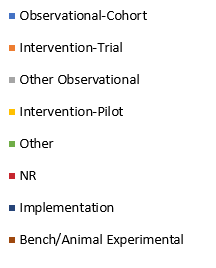 Observational-Cohort
Intervention-Trial
Other Observational
Intervention-Pilot
Other
NR
Implementation
Bench/Animal Experimental